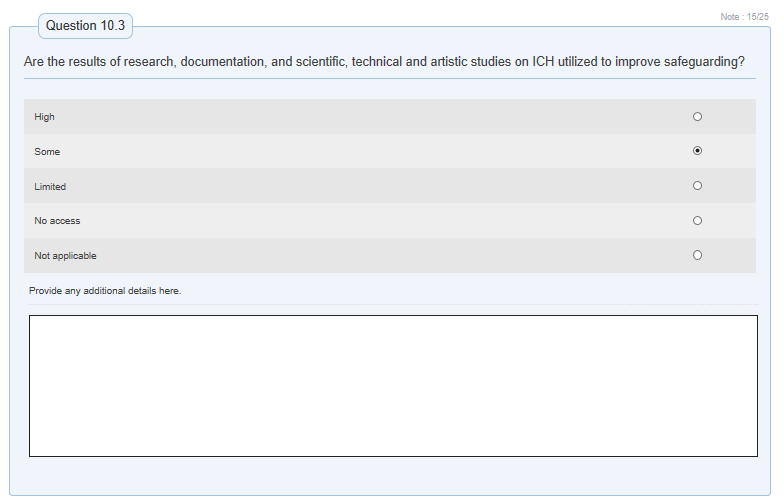 Note : 15/25
Question 10.3
Are the results of research, documentation, and scientific, technical and artistic studies on ICH utilized to improve safeguarding?
High
Some
Limited
No access
Not applicable
Provide any additional details here.